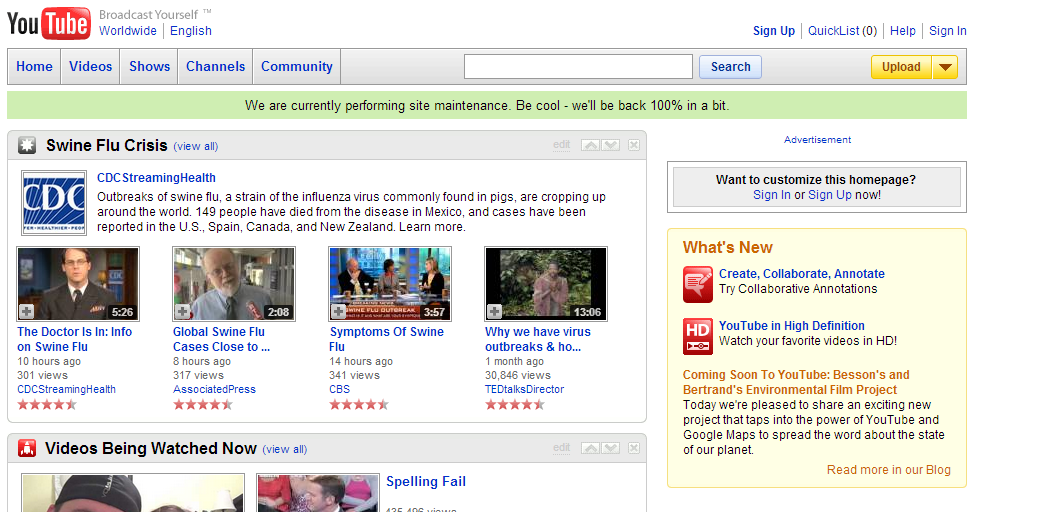 YouTube Broadcast Yourself ™
Worldwide English
Sign Up QuickList (0) Help Sign In
Home Videos Shows Channels Community Search Upload
We are currently performing site maintenance. Be cool - we'll be back 100% in a bit.
Swine Flu Crisis (view all) edit
CDC
CDCStreamingHealth
Outbreaks of swine flu, a strain of the influenza virus commonly found in pigs, are cropping up
around the world. 149 people have died from the disease in Mexico, and cases have been
reported in the U.S., Spain, Canada, and New Zealand. Learn more.
CDC
SWINE FLU OUTBREAK
5:26 2:08 3:57 13:06
The Doctor Is In: Info
on Swine Flu
10 hours ago
301 views
CDCStreamingHealth
Global Swine Flu
Cases Close to ...
8 hours ago
317 views
AssociatedPress
Symptoms Of Swine
Flu
14 hours ago
341 views
CBS
Why we have virus
outbreaks & ho...
1 month ago
30,846 views
TEDtalksDirector
Videos Being Watched Now (view all) edit
Spelling Fail
435,496 views
Advertisement
Want to customize this homepage?
Sign In or Sign Up now!
What's New
Create, Collaborate, Annotate
Try Collaborative Annotations
HD
YouTube in High Definition
Watch your favorite videos in HD!
Coming Soon To YouTube: Besson's and
Bertrand's Environmental Film Project
Today we're pleased to share an exciting new
project that taps into the power of YouTube and
Google Maps to spread the word about the state
of our planet.
Read more in our Blog